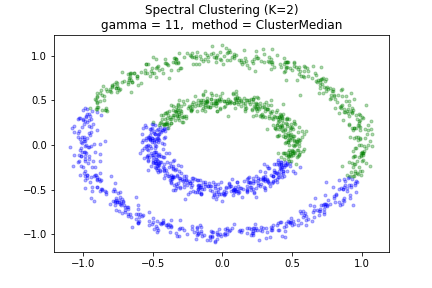 Spectral Clustering (K=2)
gamma = 11,  method = ClusterMedian
1.0
0.5
0.0
−0.5
−1.0
−1.0 −0.5 0.0 0.5 1.0